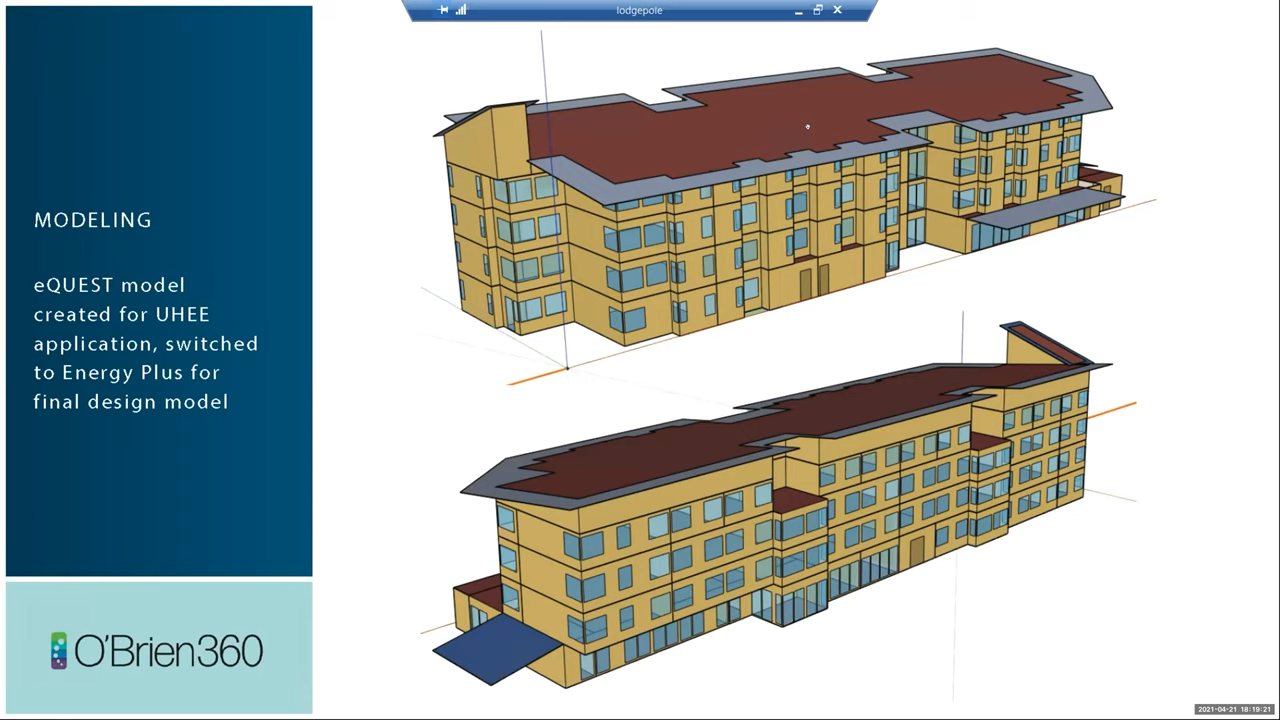 lodgepole
MODELING
eQUEST model
created for UHEE
application, switched
to Energy Plus for
final design model
O'Brien360
2021-04-21 18:19:21